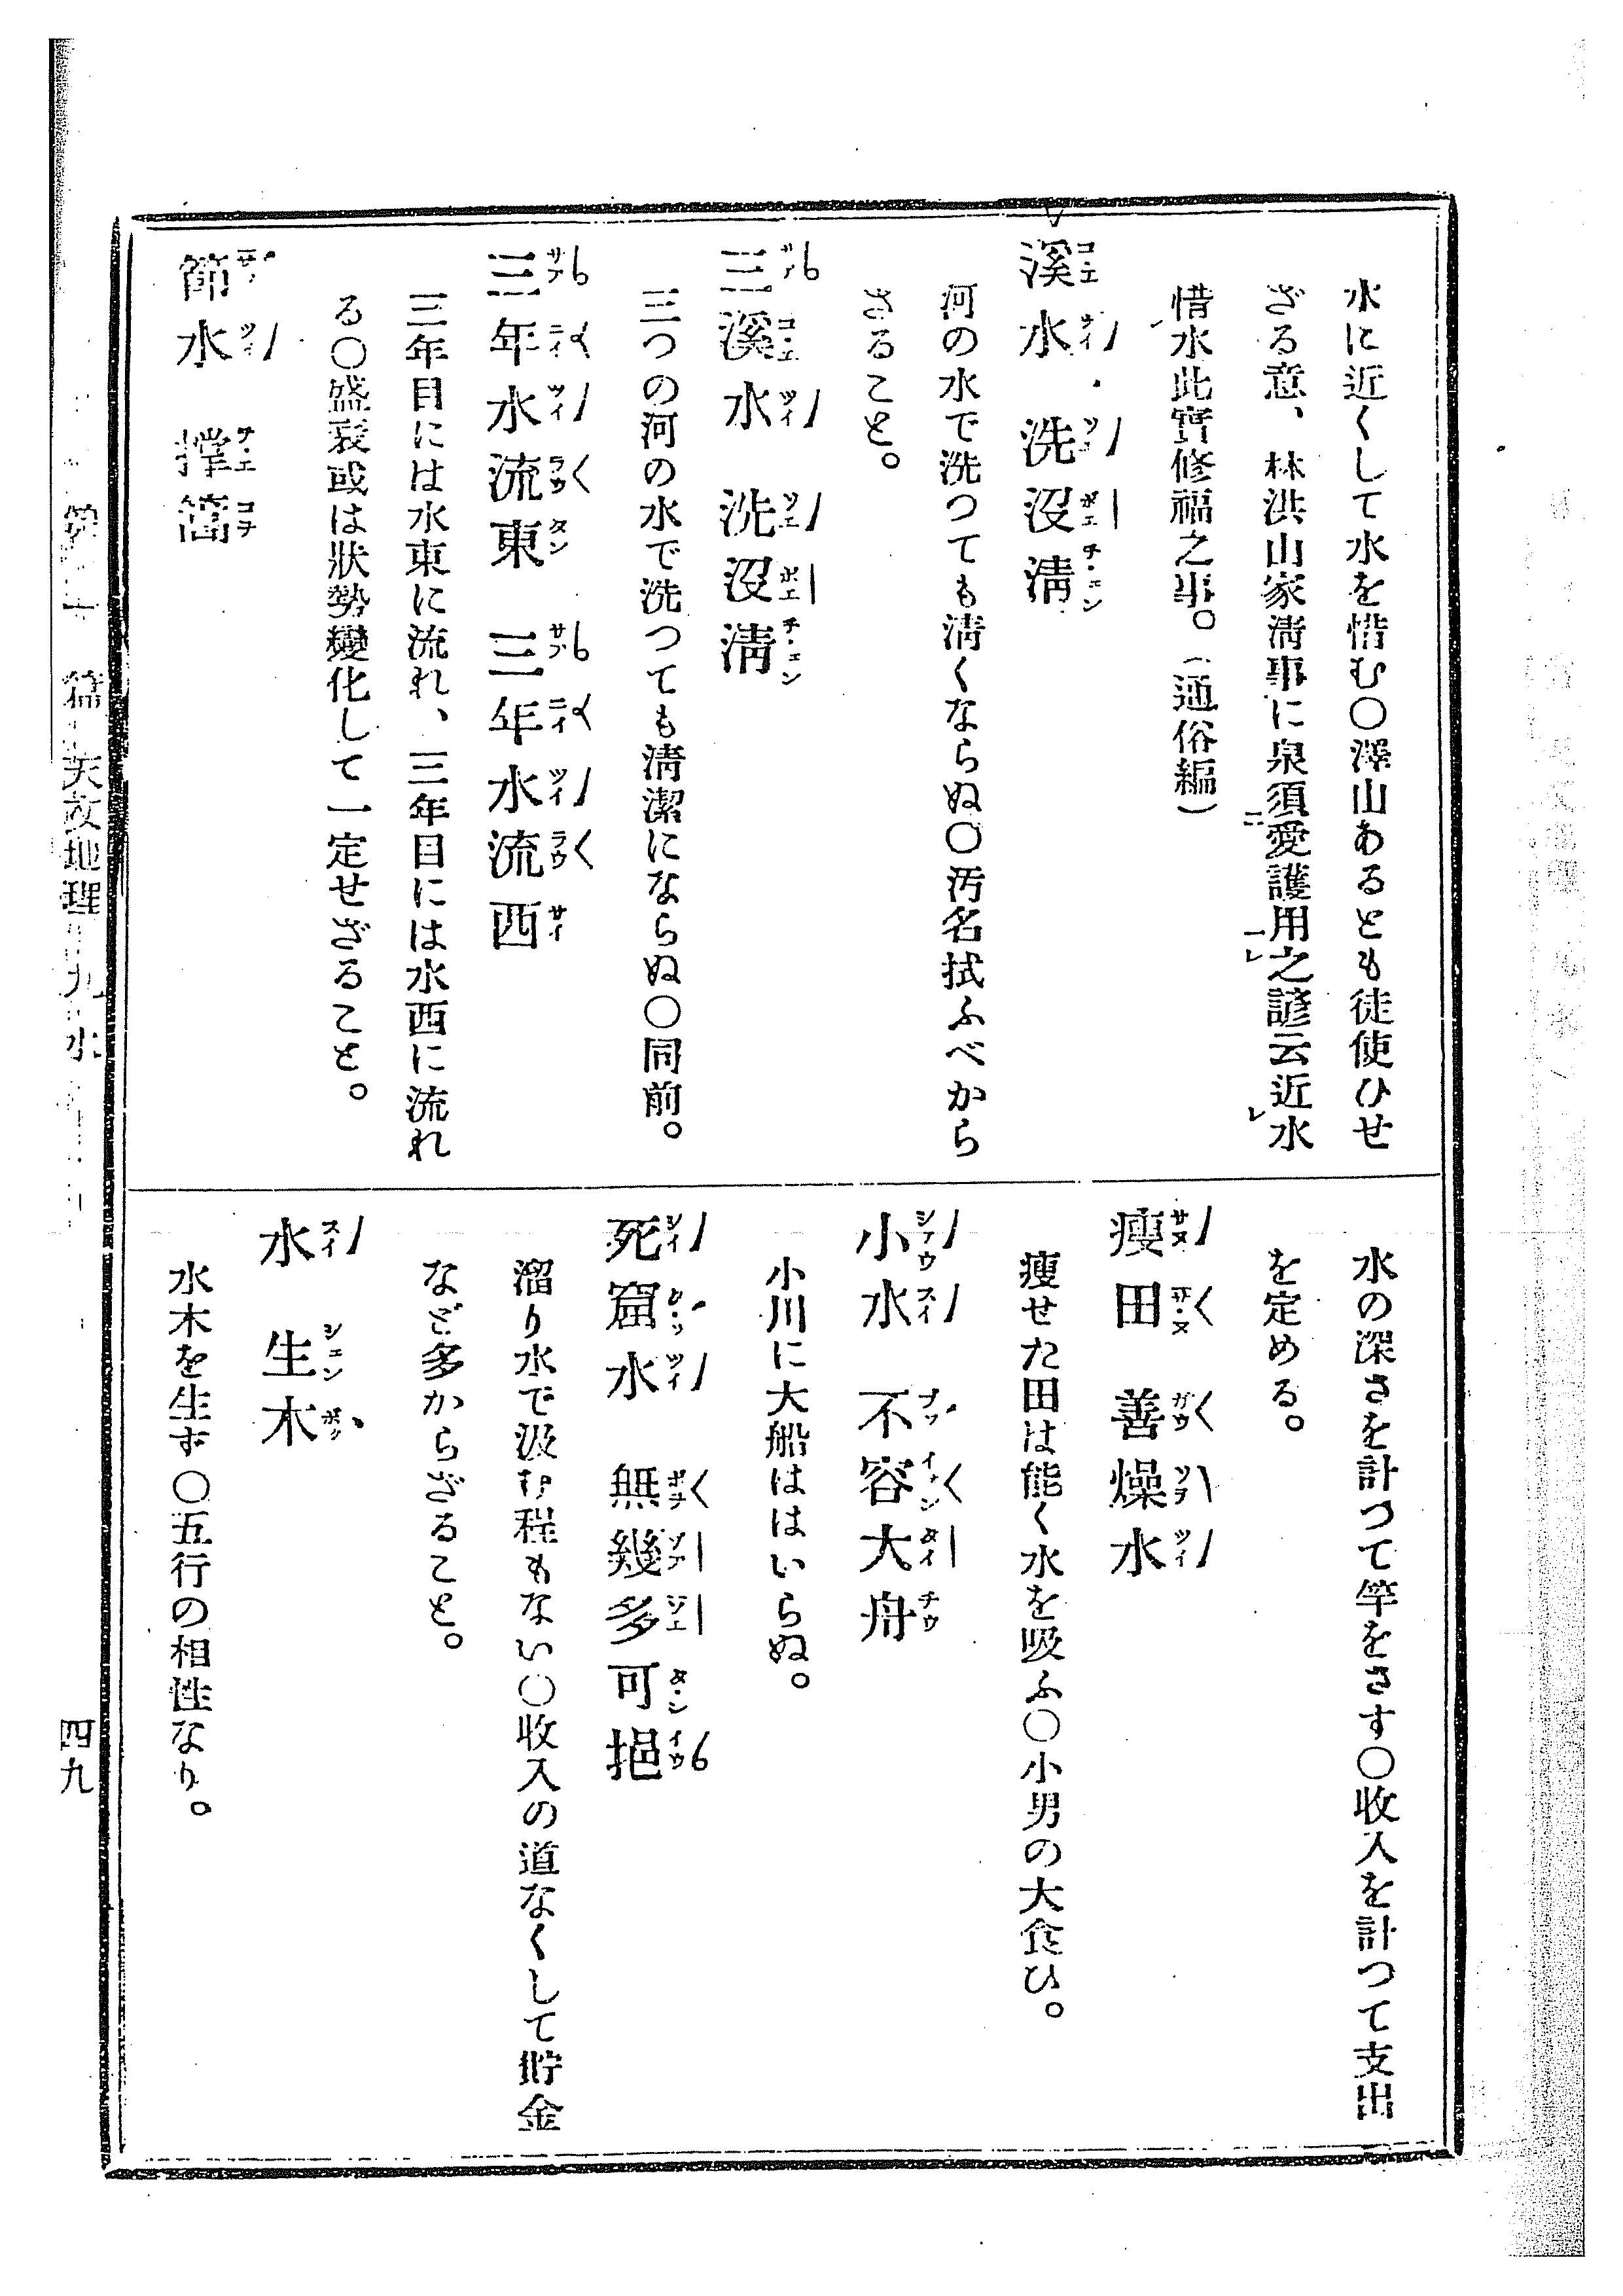 水に近くして水を惜む〇澤山あるとも徒使ひせ
ざる意、林洪山家淸事に泉須愛護用之諺云近水
惜水此實修福之事。（通俗編）
溪水 洗沒淸
河の水で洗つても淸くならぬ〇汚名拭ふべから
ざること。
三溪水 洗沒淸
三つの河の水で洗つても淸潔にならぬ〇同前。
三年水流東 三年水流西
三年目には水東に流れ、三年目には水西に流れ
る〇盛衰或は狀勢變化して一定せざること。
節水 撑篙
水の深さを計つて竿をさす〇收入を計つて支出
を定める。
瘦田 善燥水
瘦せた田は能く水を吸ふ〇小男の大食ひ。
小水 不容大舟
小川に大船ははいらぬ。
死窟水 無幾多可挹
溜り水で汲む程もない〇收入の道なくして貯金
など多からざること。
水 生木
水木を生ず〇五行の相性なり。
篇 天文地理 九 水
四九